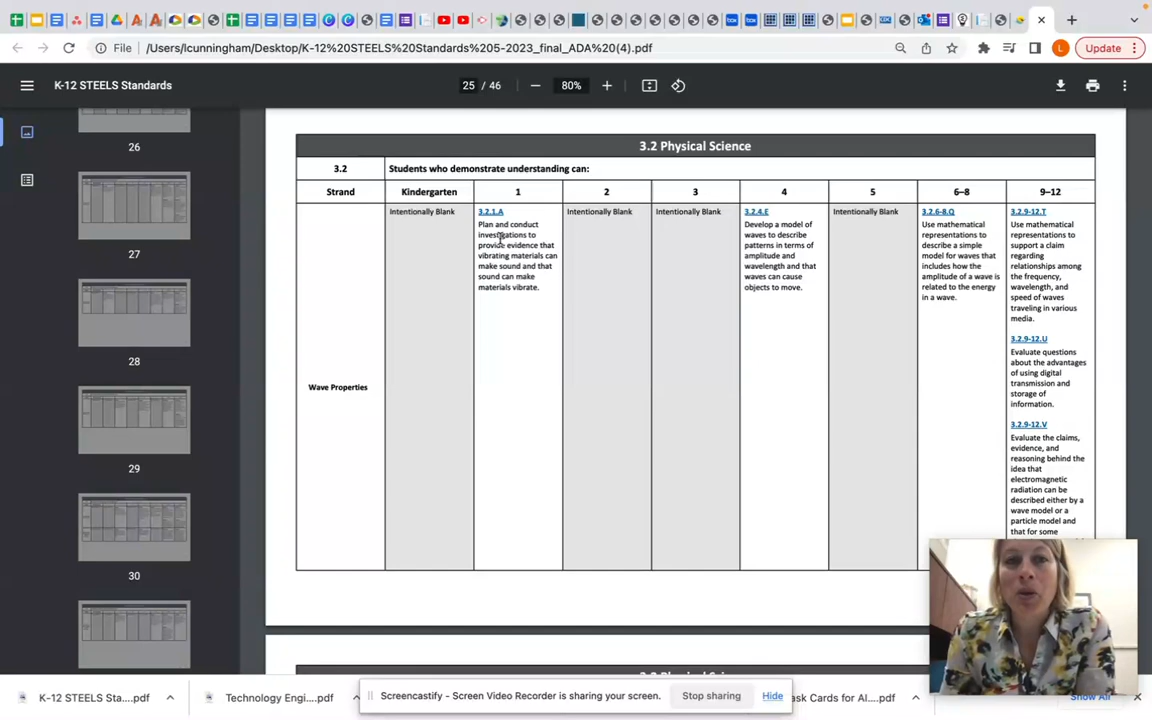 File
/Users/lcunningham/Desktop/K-12%20STEELS%20Standards%205-2023_final_ADA%20(4).pdf
L
Update
K-12 STEELS Standards
25 / 46
80%
26
27
28
29
30
3.2 Physical Science
3.2
Students who demonstrate understanding can:
Strand
Kindergarten
1
2
3
4
5
6–8
9–12
Wave Properties
Intentionally Blank
3.2.1.A
Plan and conduct
investigations to
provide evidence that
vibrating materials can
make sound and that
sound can make
materials vibrate.
Intentionally Blank
Intentionally Blank
3.2.4.E
Develop a model of
waves to describe
patterns in terms of
amplitude and
wavelength and that
waves can cause
objects to move.
Intentionally Blank
3.2.6-8.Q
Use mathematical
representations to
describe a simple
model for waves that
includes how the
amplitude of a wave is
related to the energy
in a wave.
3.2.9-12.T
Use mathematical
representations to
support a claim
regarding
relationships among
the frequency,
wavelength, and
speed of waves
traveling in various
media.
3.2.9-12.U
Evaluate questions
about the advantages
of using digital
transmission and
storage of
information.
3.2.9-12.V
Evaluate the claims,
evidence, and
reasoning behind the
idea that
electromagnetic
radiation can be
described either by a
wave model or a
particle model and
that for some
K-12 STEELS Sta....pdf
Technology Engi....pdf
Screencastify - Screen Video Recorder is sharing your screen.
Stop sharing
Hide
ask Cards for Al....pdf
Show All